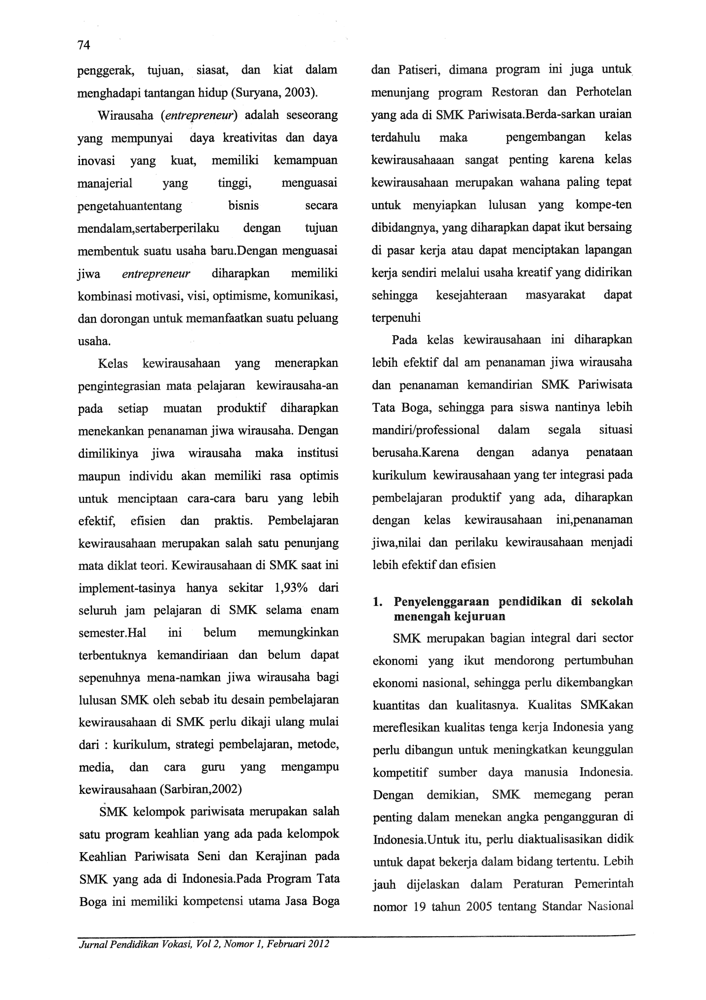 74
penggerak, tujuan, siasat, dan kiat dalam
menghadapi tantangan hidup (Suryana, 2003).
Wirausaha (entrepreneur) adalah seseorang
yang mempunyai daya kreativitas dan daya
inovasi yang kuat, memiliki kemampuan
manajerial yang tinggi, menguasai
pengetahuantentang bisnis secara
mendalam,sertaberperilaku dengan tujuan
membentuk suatu usaha baru.Dengan menguasai
jiwa entrepreneur diharapkan memiliki
kombinasi motivasi, visi, optimisme, komunikasi,
dan dorongan untuk memanfaatkan suatu peluang
usaha.
Kelas kewirausahaan yang menerapkan
pengintegrasian mata pelajaran kewirausaha-an
pada setiap muatan produktif diharapkan
menekankan penanaman jiwa wirausaha. Dengan
dimilikinya jiwa wirausaha maka institusi
maupun individu akan memiliki rasa optimis
untuk menciptaan cara-cara baru yang lebih
efektif, efisien dan praktis. Pembelajaran
kewirausahaan merupakan salah satu penunjang
mata diklat teori. Kewirausahaan di SMK saat ini
implement-tasinya hanya sekitar 1,93% dari
seluruh jam pelajaran di SMK selama enam
semester.Hal ini belum memungkinkan
terbentuknya kemandiriaan dan belum dapat
sepenuhnya mena-namkan jiwa wirausaha bagi
lulusan SMK oleh sebab itu desain pembelajaran
kewirausahaan di SMK perlu dikaji ulang mulai
dari : kurikulum, strategi pembelajaran, metode,
media, dan cara guru yang mengampu
kewirausahaan (Sarbiran,2002)
SMK kelompok pariwisata merupakan salah
satu program keahlian yang ada pada kelompok
Keahlian Pariwisata Seni dan Kerajinan pada
SMK yang ada di Indonesia.Pada Program Tata
Boga ini memiliki kompetensi utama Jasa Boga
dan Patiseri, dimana program ini juga untuk
menunjang program Restoran dan Perhotelan
yang ada di SMK Pariwisata.Berda-sarkan uraian
terdahulu maka pengembangan kelas
kewirausahaaan sangat penting karena kelas
kewirausahaan merupakan wahana paling tepat
untuk menyiapkan lulusan yang kompe-ten
dibidangnya, yang diharapkan dapat ikut bersaing
di pasar kerja atau dapat menciptakan lapangan
kerja sendiri melalui usaha kreatif yang didirikan
sehingga kesejahteraan masyarakat dapat
terpenuhi
Pada kelas kewirausahaan ini diharapkan
lebih efektif dal am penanaman jiwa wirausaha
dan penanaman kemandirian SMK Pariwisata
Tata Boga, sehingga para siswa nantinya lebih
mandiri/professional dalam segala situasi
berusaha.Karena dengan adanya penataan
kurikulum kewirausahaan yang ter integrasi pada
pembelajaran produktif yang ada, diharapkan
dengan kelas kewirausahaan ini,penanaman
jiwa,nilai dan perilaku kewirausahaan menjadi
lebih efektif dan efisien
1. Penyelenggaraan pendidikan di sekolah
menengah kejuruan
SMK merupakan bagian integral dari sector
ekonomi yang ikut mendorong pertumbuhan
ekonomi nasional, sehingga perlu dikembangkan
kuantitas dan kualitasnya. Kualitas SMKakan
mereflesikan kualitas tenga kerja Indonesia yang
perlu dibangun untuk meningkatkan keunggulan
kompetitif sumber daya manusia Indonesia.
Dengan demikian, SMK memegang peran
penting dalam menekan angka pengangguran di
Indonesia.Untuk itu, perlu diaktualisasikan didik
untuk dapat bekerja dalam bidang tertentu. Lebih
jauh dijelaskan dalam Peraturan Pemerintah
nomor 19 tahun 2005 tentang Standar Nasional
Jurnal Pendidikan Vokasi, Vol 2, Nomor 1, Februari 2012